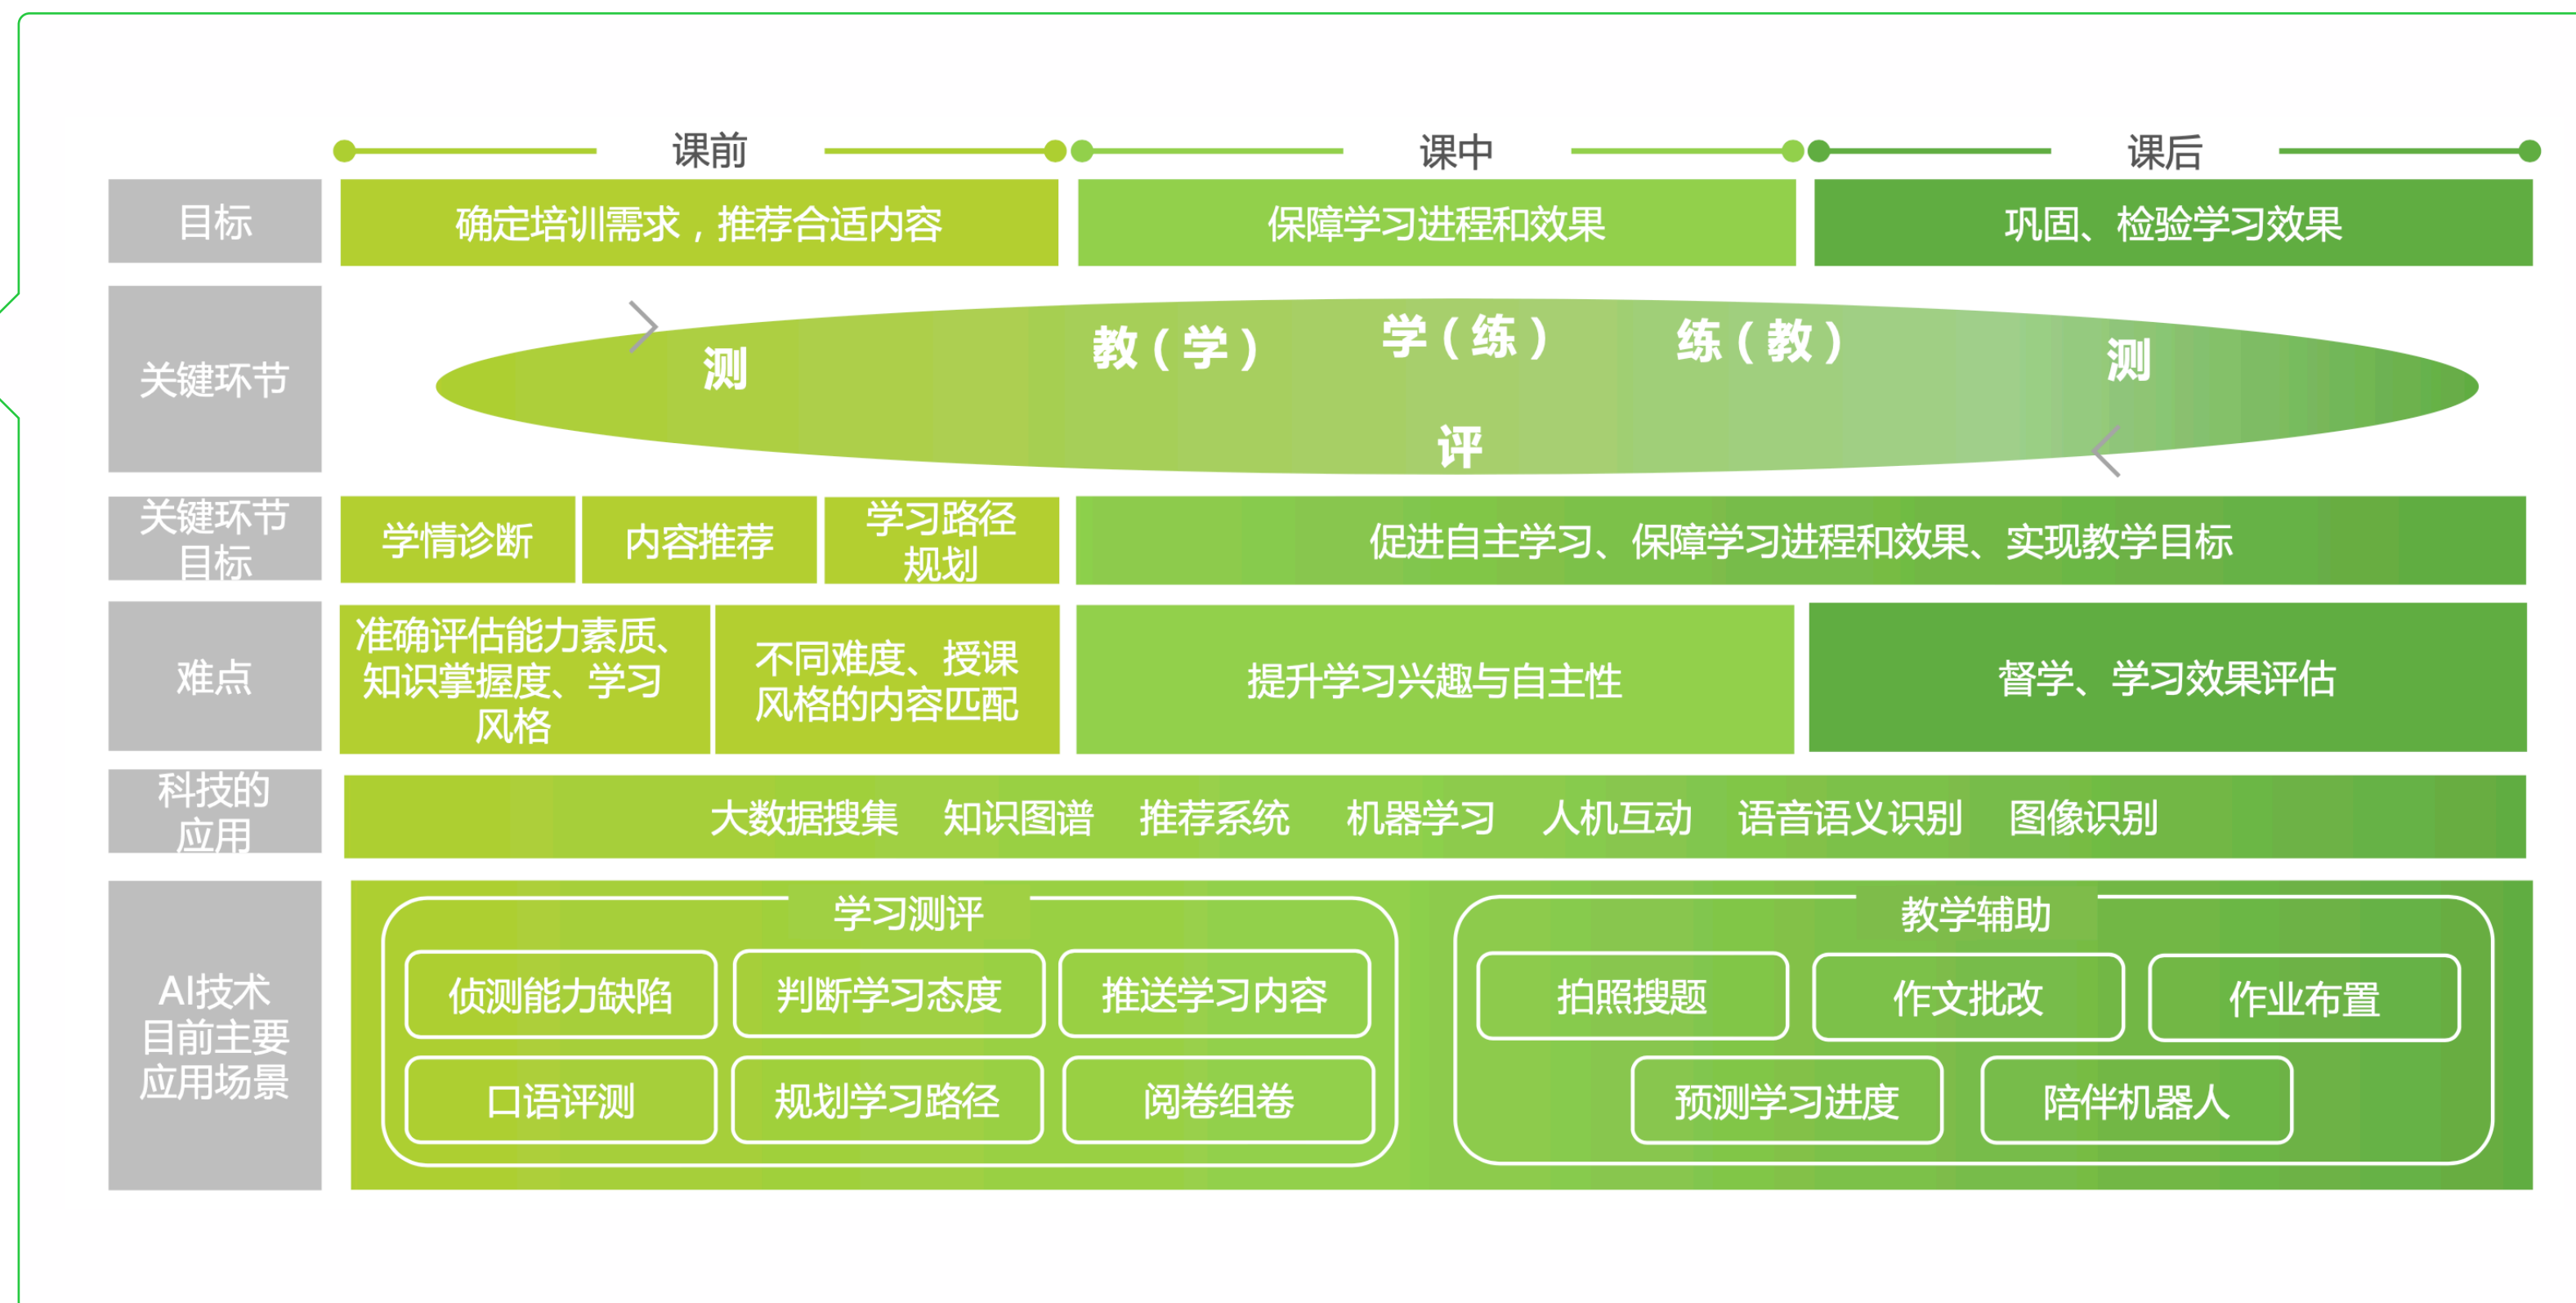 课前
课中
课后
目标
确定培训需求，推荐合适内容
保障学习进程和效果
巩固、检验学习效果
关键环节
测
教（学）
学（练）
练（教）
测
评
关键环节
目标
学情诊断
内容推荐
学习路径
规划
促进自主学习、保障学习进程和效果、实现教学目标
难点
准确评估能力素质、
知识掌握度、学习
风格
不同难度、授课
风格的内容匹配
提升学习兴趣与自主性
督学、学习效果评估
科技的
应用
大数据搜集 知识图谱 推荐系统 机器学习 人机互动 语音语义识别 图像识别
AI技术
目前主要
应用场景
学习测评
侦测能力缺陷
判断学习态度
推送学习内容
口语评测
规划学习路径
阅卷组卷
教学辅助
拍照搜题
作文批改
作业布置
预测学习进度
陪伴机器人